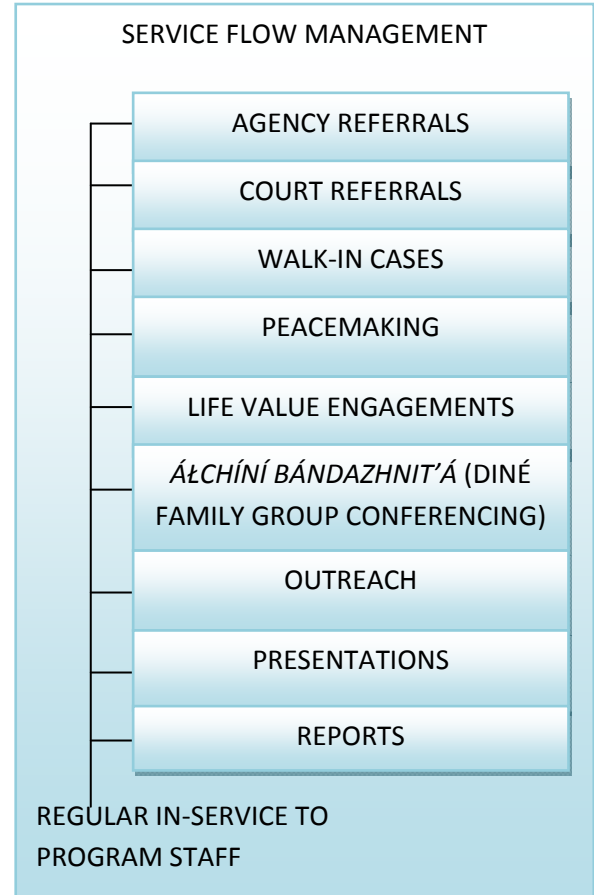 SERVICE FLOW MANAGEMENT
AGENCY REFERRALS
COURT REFERRALS
WALK-IN CASES
PEACEMAKING
LIFE VALUE ENGAGEMENTS
ÁŁCHÍNÍ BÁNDAZHNIT’Á (DINÉ
FAMILY GROUP CONFERENCING)
OUTREACH
PRESENTATIONS
REPORTS
REGULAR IN-SERVICE TO
PROGRAM STAFF